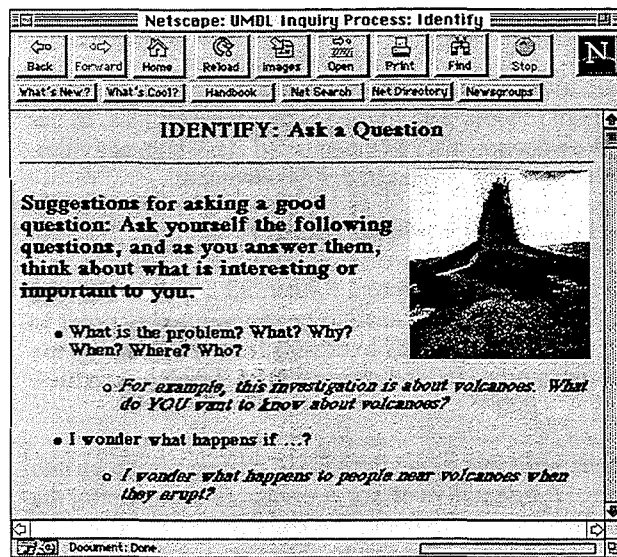 Netscape: UMDL Inquiry Process: Identify
Back Forward Home Reload Images Open Print Find Stop
N
What's New? What's Cool? Handbook Net Search Net Directory Newsgroups
IDENTIFY: Ask a Question
Suggestions for asking a good
question: Ask yourself the following
questions, and as you answer them,
think about what is interesting or
important to you.
• What is the problem? What? Why?
When? Where? Who?
o For example, this investigation is about volcanoes. What
do YOU want to know about volcanoes?
• I wonder what happens if ...?
o I wonder what happens to people near volcanoes when
they erupt?
Document: Done.